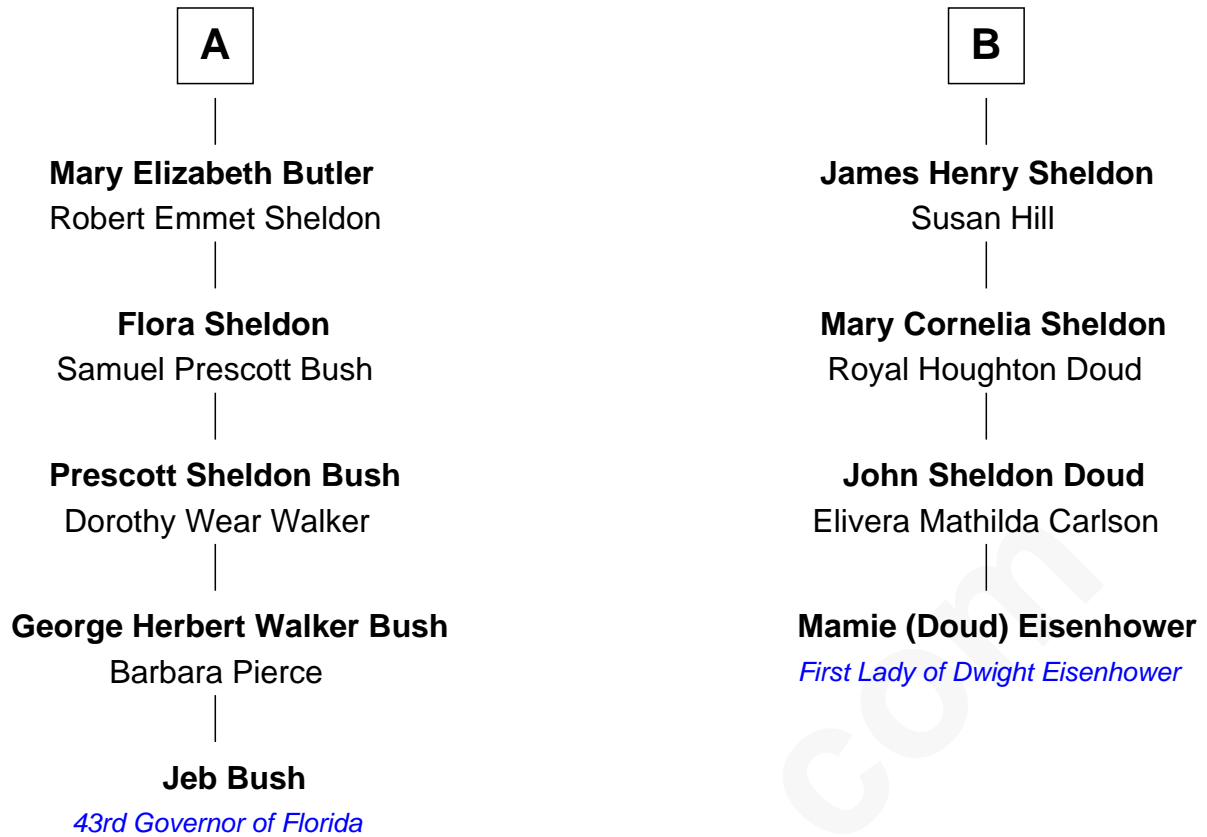 A
Mary Elizabeth Butler
Robert Emmet Sheldon
Flora Sheldon
Samuel Prescott Bush
Prescott Sheldon Bush
Dorothy Wear Walker
George Herbert Walker Bush
Barbara Pierce
Jeb Bush
43rd Governor of Florida
B
James Henry Sheldon
Susan Hill
Mary Cornelia Sheldon
Royal Houghton Doud
John Sheldon Doud
Elivera Mathilda Carlson
Mamie (Doud) Eisenhower
First Lady of Dwight Eisenhower
com